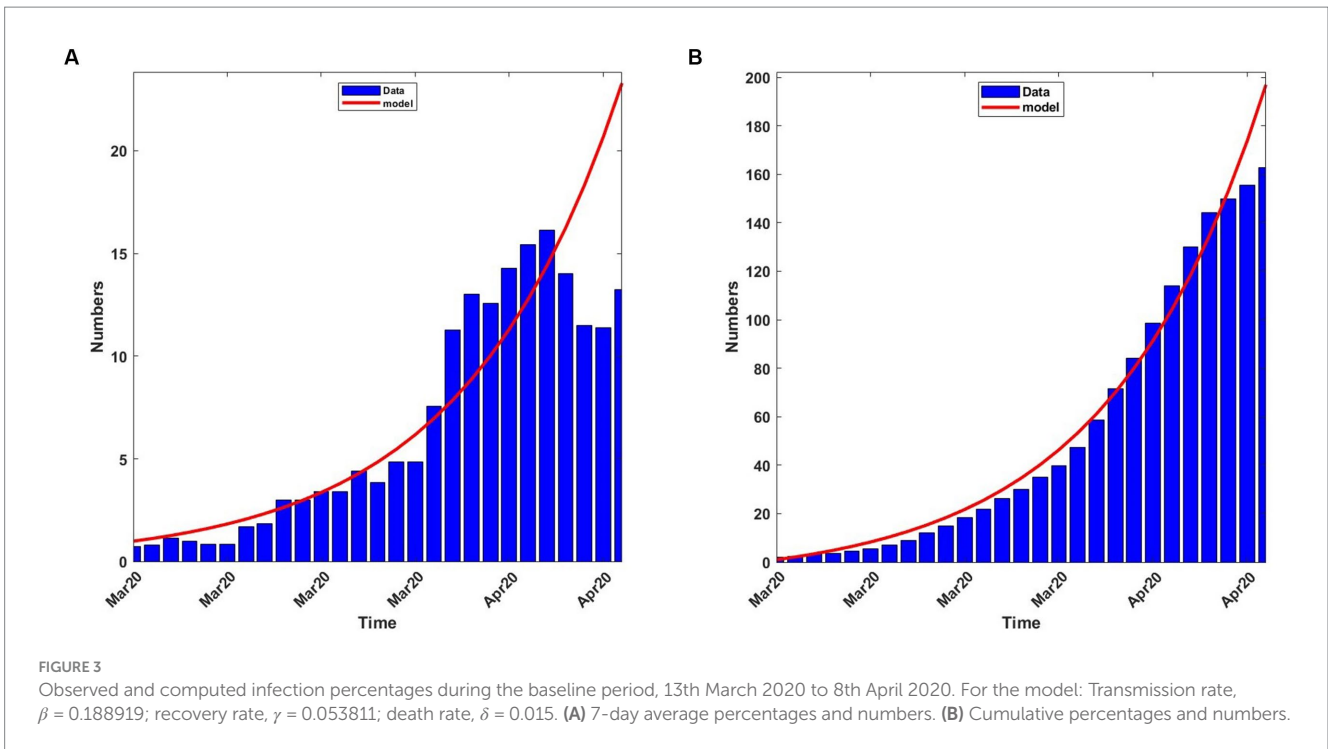 A
Data
model
20
15
10
5
0
Numbers
Mar20
Mar20
Mar20
Mar20
Apr20
Apr20
Time
B
Data
model
200
180
160
140
120
100
80
60
40
20
0
Numbers
Mar20
Mar20
Mar20
Mar20
Apr20
Apr20
Time
FIGURE 3
Observed and computed infection percentages during the baseline period, 13th March 2020 to 8th April 2020. For the model: Transmission rate,
β = 0.188919; recovery rate, γ = 0.053811; death rate, δ = 0.015. (A) 7-day average percentages and numbers. (B) Cumulative percentages and numbers.